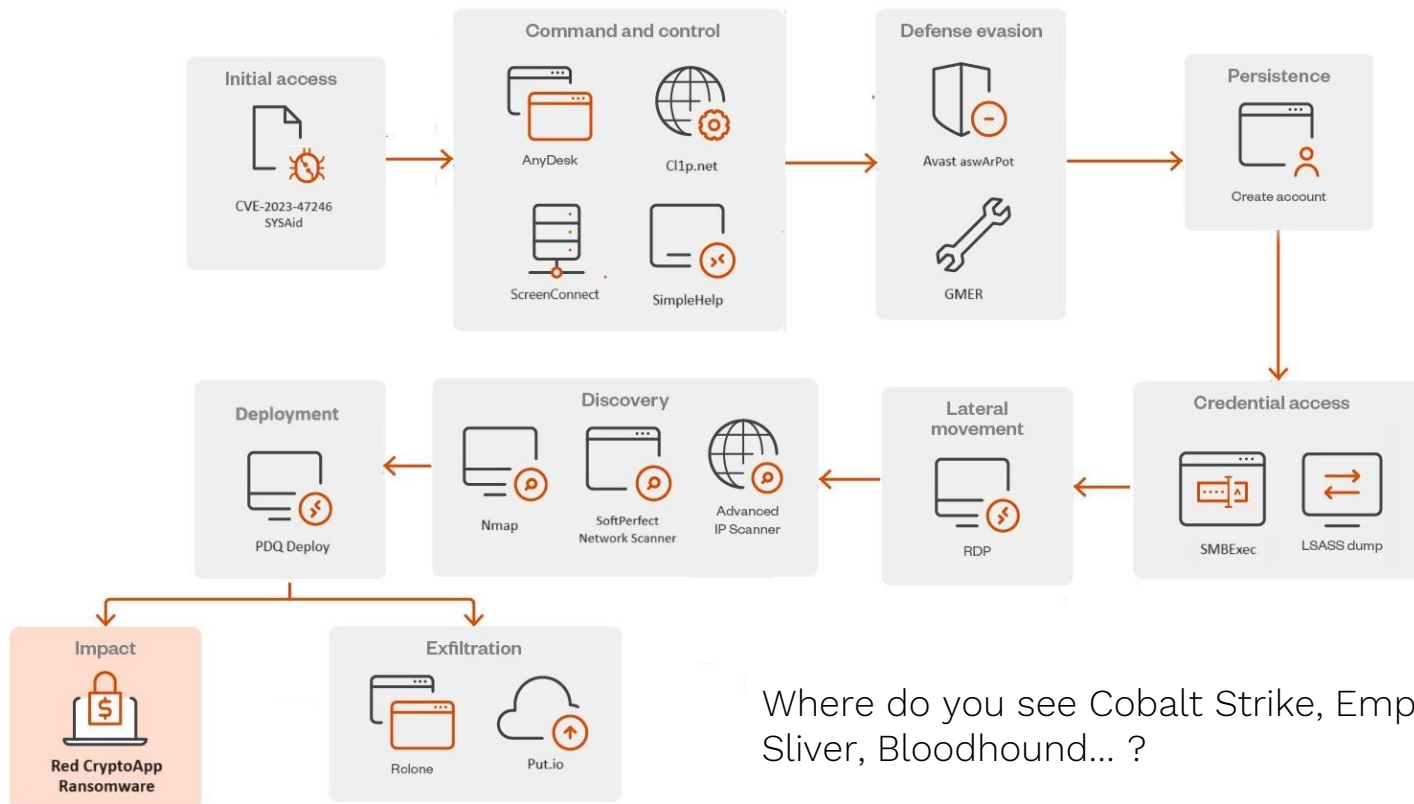 Initial access
CVE-2023-47246
SYSAid
Command and control
AnyDesk
Cl1p.net
ScreenConnect
SimpleHelp
Defense evasion
Avast aswArPot
GMER
Persistence
Create account
Credential access
SMBExec
LSASS dump
Lateral
movement
RDP
Discovery
Nmap
SoftPerfect
Network Scanner
Advanced
IP Scanner
Deployment
PDQ Deploy
Impact
$
Red CryptoApp
Ransomware
Exfiltration
Rclone
Put.io
Where do you see Cobalt Strike, Emp
Sliver, Bloodhound... ?